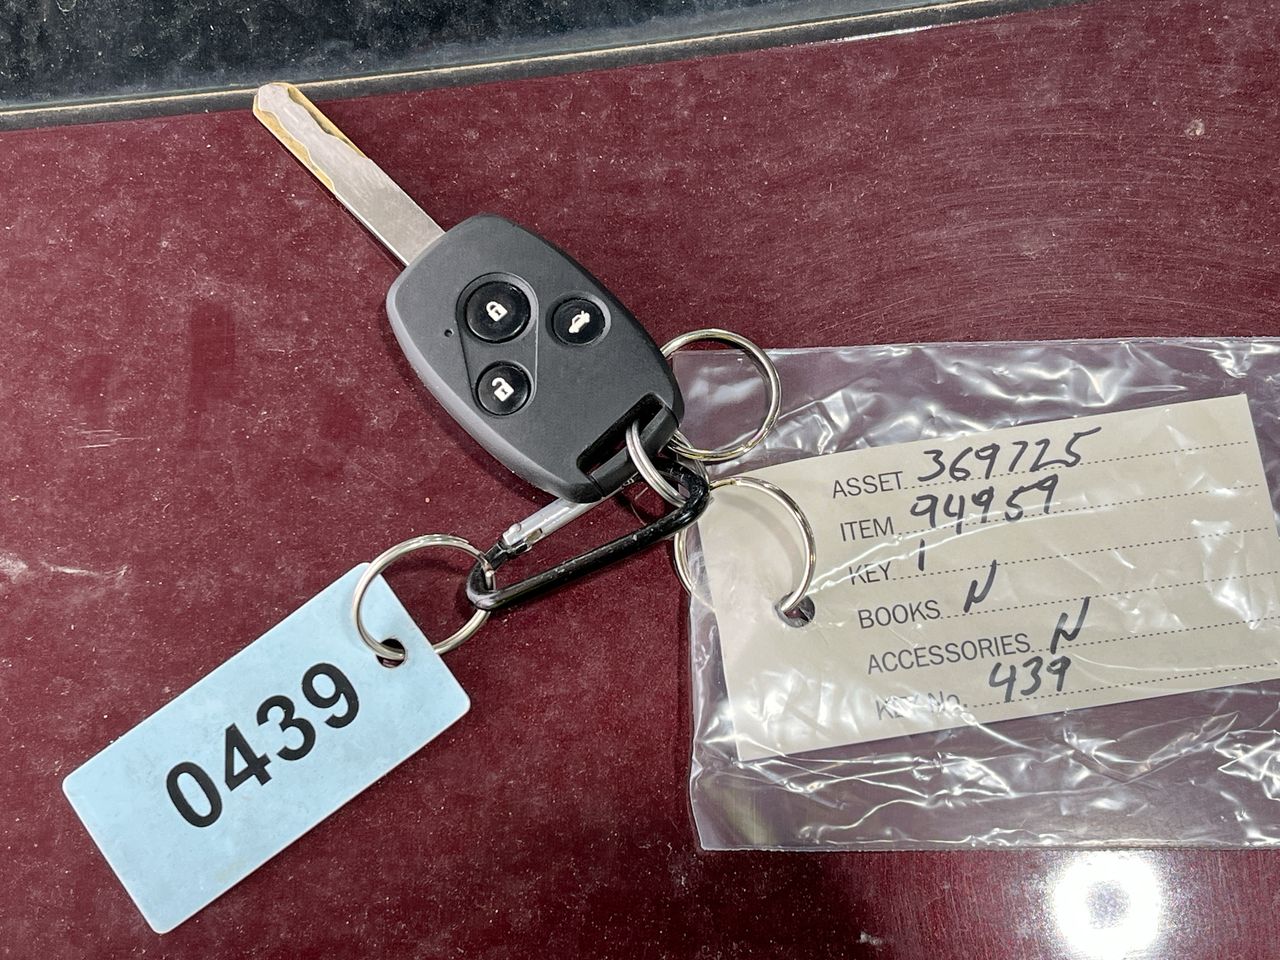 ASSET 369725
ITEM 94959
KEY 1
BOOKS N
ACCESSORIES N
KEY No. 439
0439